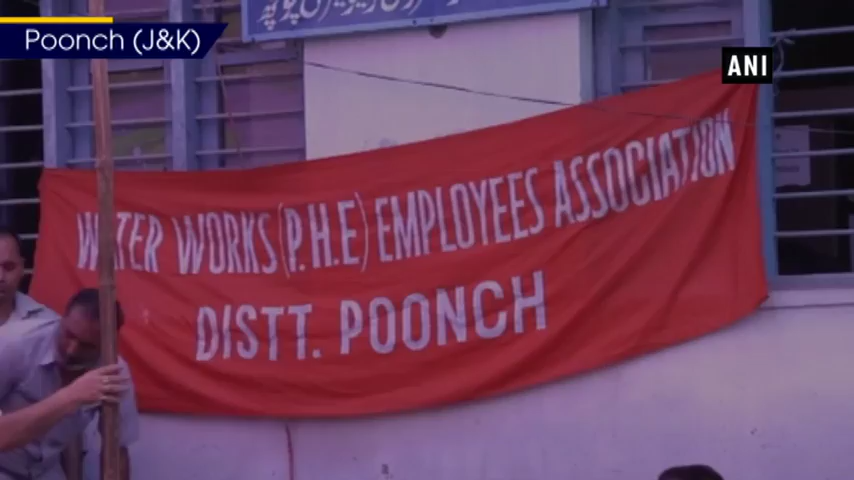 Poonch (J&K)
ANI
WATER WORKS (P.H.E) EMPLOYEES ASSOCIATION
DISTT. POONCH